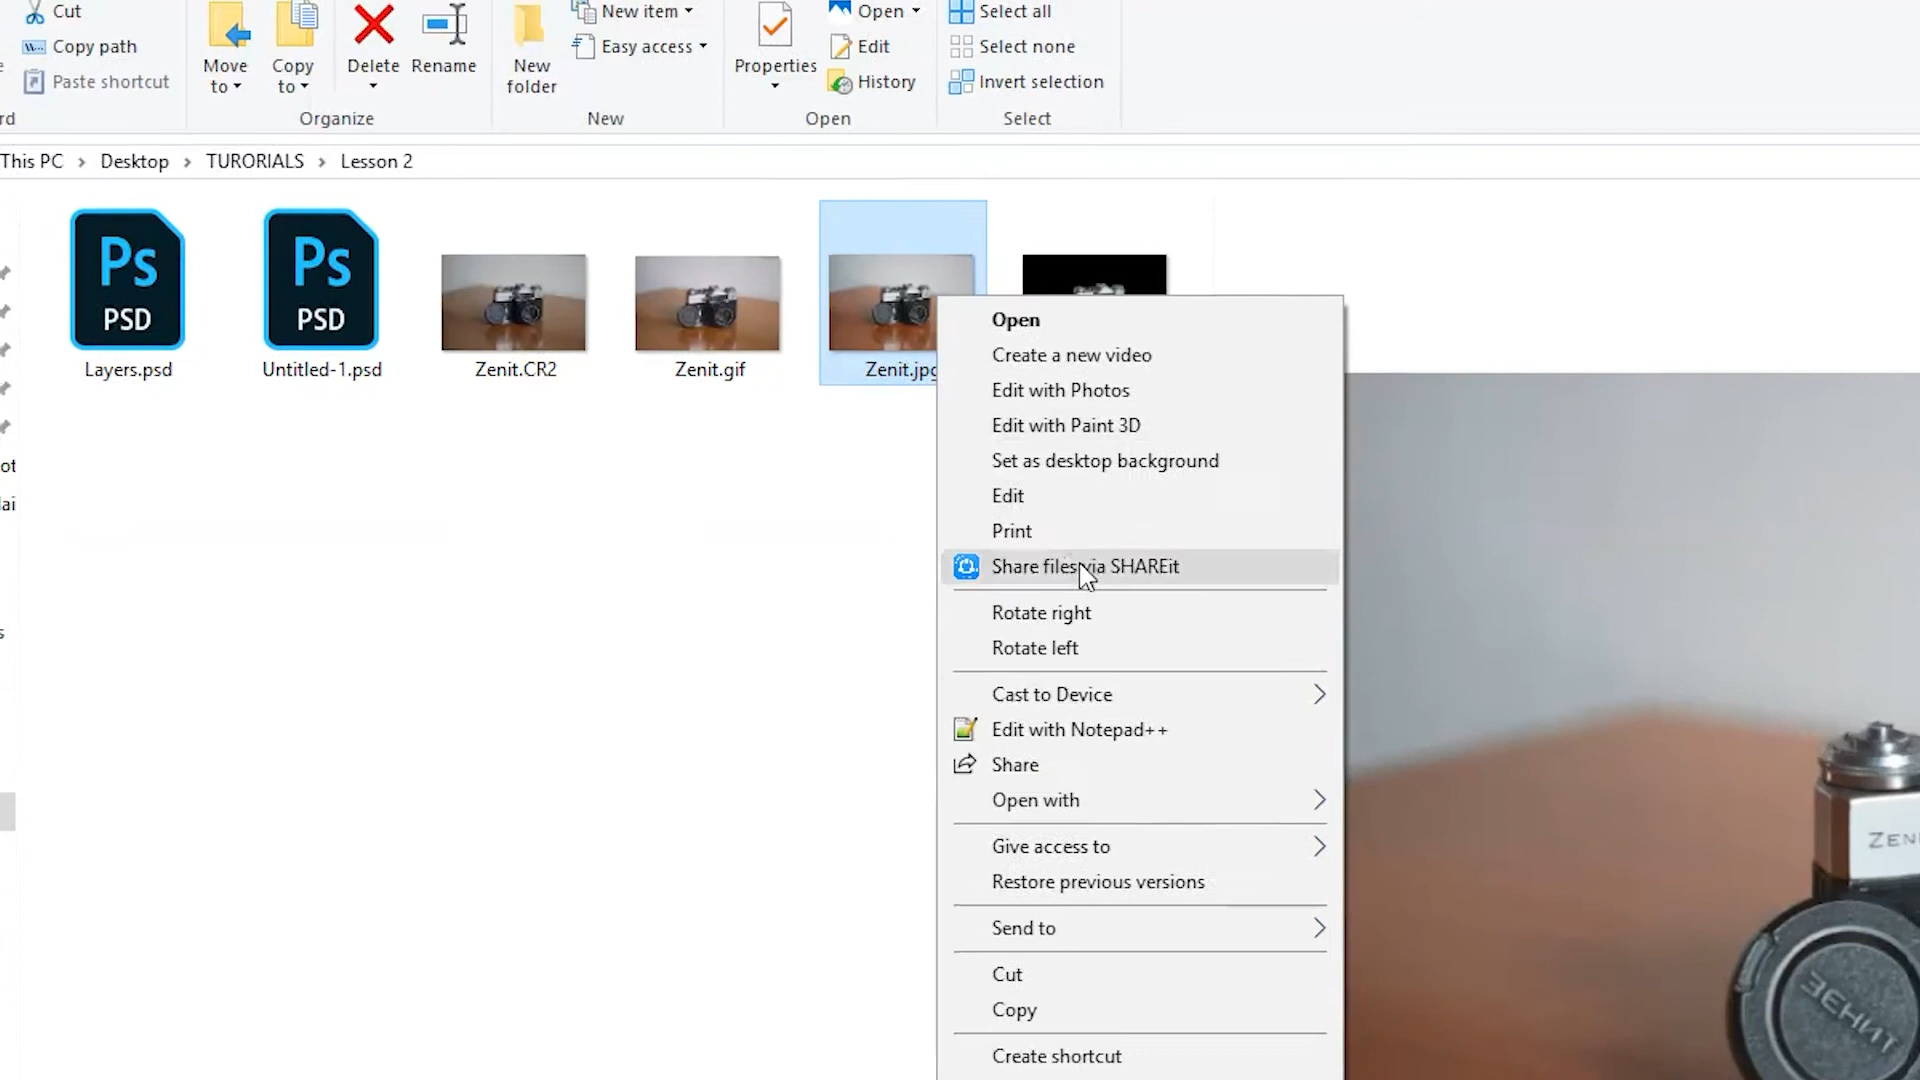 Cut
Copy path
Paste shortcut
Move to
Copy to
Delete
Rename
Organize
New folder
New item
Easy access
New
Properties
Open
Edit
History
Open
Select all
Select none
Invert selection
Select
This PC > Desktop > TURORIALS > Lesson 2
Ps
PSD
Layers.psd
Ps
PSD
Untitled-1.psd
Zenit.CR2
Zenit.gif
Zenit.jpg
Open
Create a new video
Edit with Photos
Edit with Paint 3D
Set as desktop background
Edit
Print
Share files via SHAREit
Rotate right
Rotate left
Cast to Device
Edit with Notepad++
Share
Open with
Give access to
Restore previous versions
Send to
Cut
Copy
Create shortcut
ZEN
ЗЕНИТ